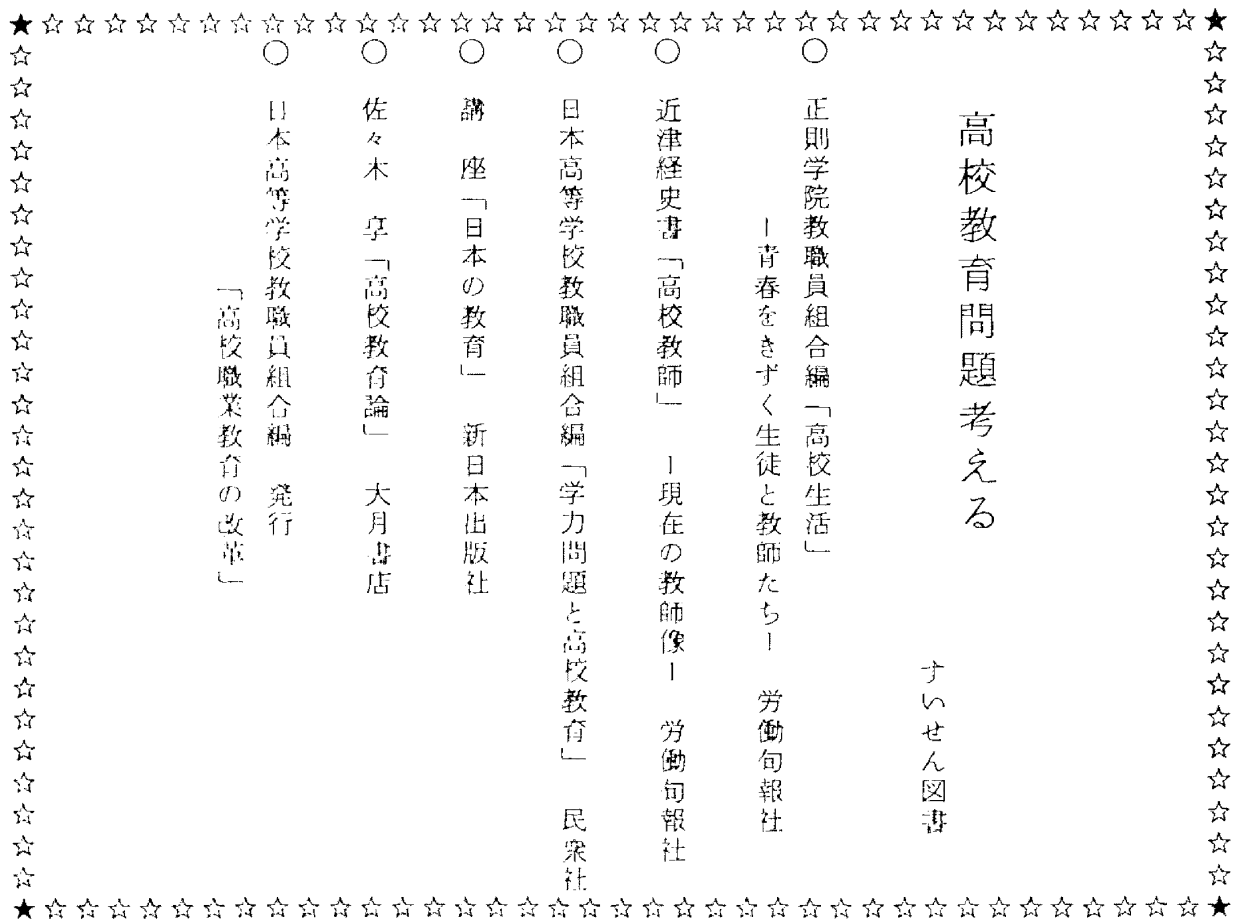 高校教育問題考える
すいせん図書
○ 正則学院教職員組合編「高校生活」
ー青春をきずく生徒と教師たちー 労働旬報社
○ 近津経史書「高校教師」 ー現在の教師像ー 労働旬報社
○ 日本高等学校教職員組合編「学力問題と高校教育」 民衆社
○ 講 座「日本の教育」 新日本出版社
○ 佐々木 享「高校教育論」 大月書店
○ 日本高等学校教職員組合編 発行
「高校職業教育の改革」